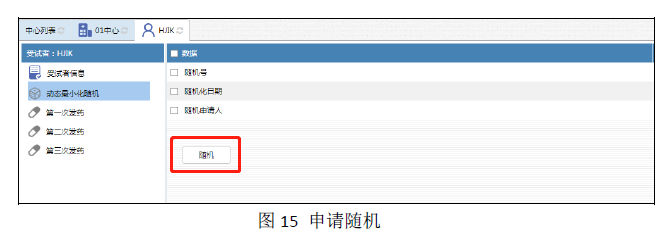 中心列表 01中心 HJIK
受试者：HJIK
数据
受试者信息
随机号
动态最小化随机
随机化日期
第一次发药
随机申请人
第二次发药
第三次发药
随机
图 15 申请随机